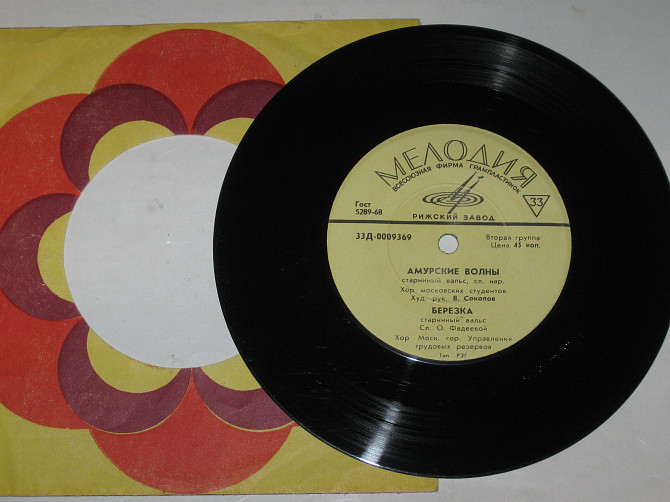 МЕЛОДИЯ
ВСЕСОЮЗНАЯ ФИРМА ГРАМПЛАСТИНОК
33
Гост
5289-68
РИЖСКИЙ ЗАВОД
33Д-0009369
Вторая группа
Цена 45 коп.
АМУРСКИЕ ВОЛНЫ
старинный вальс, сл. нар.
Хор московских студентов
Худ. рук. В. Соколов
БЕРЕЗКА
старинный вальс
Сл. О. Фадеевой
Хор Моск. гор. Управления
трудовых резервов
Тип. РЗГ